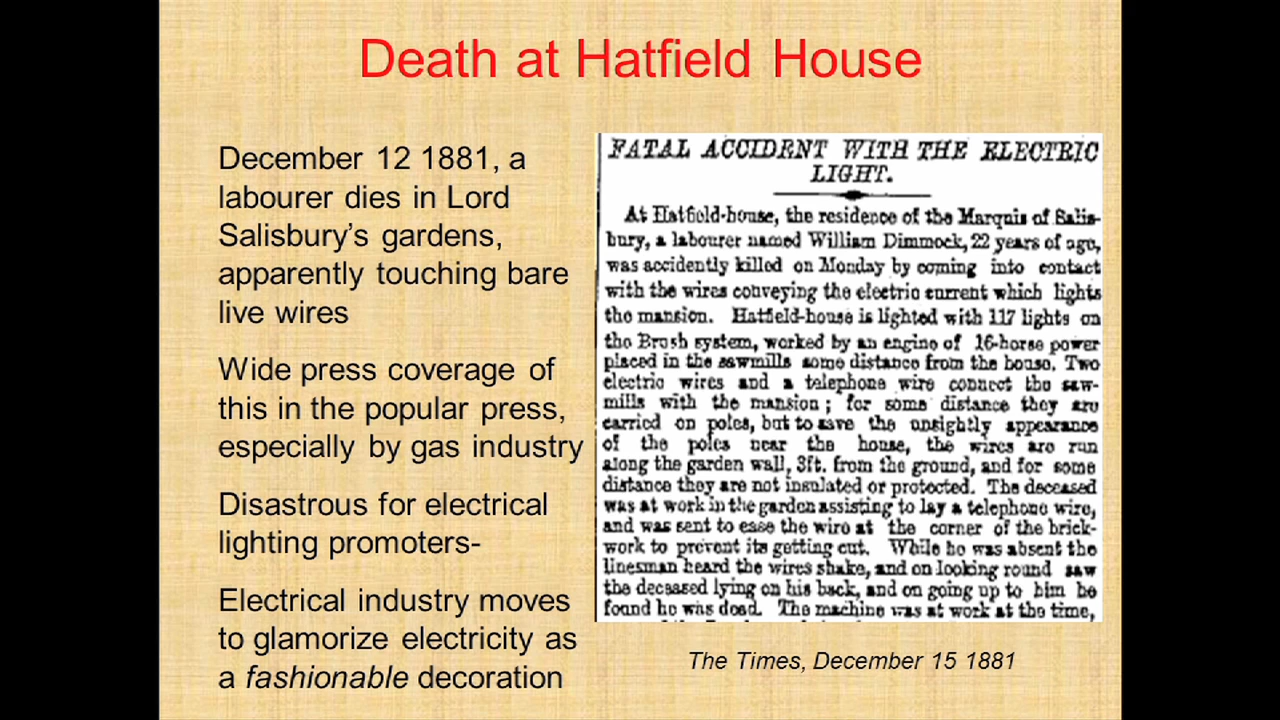 Death at Hatfield House
December 12 1881, a
labourer dies in Lord
Salisbury's gardens,
apparently touching bare
live wires
Wide press coverage of
this in the popular press,
especially by gas industry
Disastrous for electrical
lighting promoters-
Electrical industry moves
to glamorize electricity as
a fashionable decoration
FATAL ACCIDENT WITH THE ELECTRIC
LIGHT.
At Hatfield-house, the residence of the Marquis of Salis-
bury, a labourer named William Dimmock, 22 years of age,
was accidently killed on Monday by coming into contact
with the wires conveying the electric current which lights
the mansion. Hatfield-house is lighted with 117 lights on
the Brush system, worked by an engine of 16-horse power
placed in the sawmills some distance from the house. Two
electric wires and a telephone wire connect the saw-
mills with the mansion; for some distance they are
carried on poles, but to save the unsightly appearance
of the poles near the house, the wires are run
along the garden wall, 3ft. from the ground, and for some
distance they are not insulated or protected. The deceased
was at work in the garden assisting to lay a telephone wire,
and was sent to ease the wire at the corner of the brick-
work to prevent its getting cut. While he was absent the
linesman heard the wires shake, and on looking round saw
the deceased lying on his back, and on going up to him he
found he was dead. The machine was at work at the time,
The Times, December 15 1881